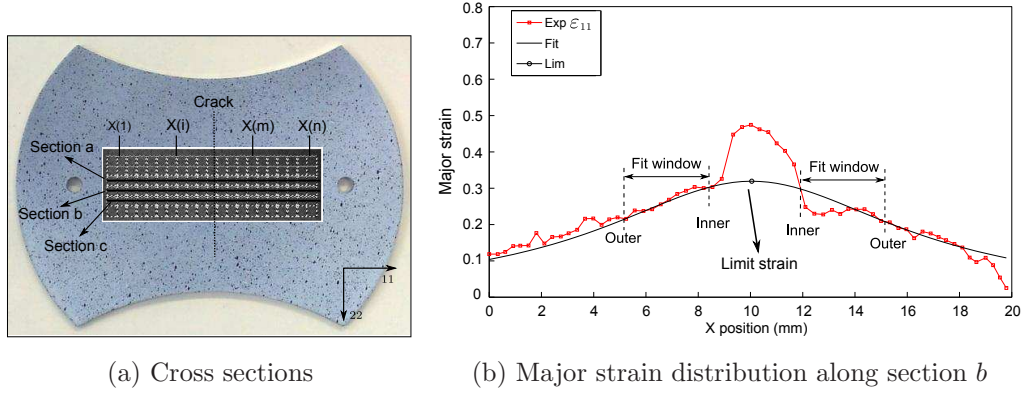 Crack
X(1) X(i) X(m) X(n)
Section a
Section b
Section c
11
22
(a) Cross sections
0.8
0.7
0.6
0.5
0.4
0.3
0.2
0.1
0
Major strain
Exp ε₁₁
Fit
Lim
Fit window
Fit window
Outer
Inner
Inner
Outer
Limit strain
0 2 4 6 8 10 12 14 16 18 20
X position (mm)
(b) Major strain distribution along section b